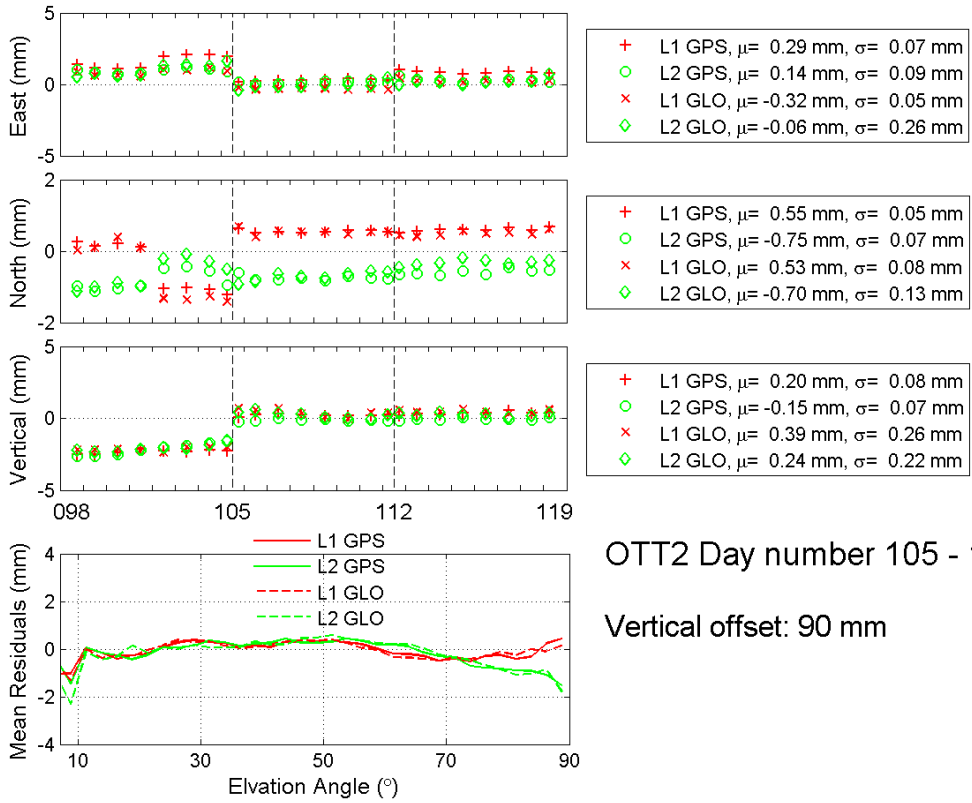 5
0
-5
East (mm)
L1 GPS, μ= 0.29 mm, σ= 0.07 mm
L2 GPS, μ= 0.14 mm, σ= 0.09 mm
L1 GLO, μ= -0.32 mm, σ= 0.05 mm
L2 GLO, μ= -0.06 mm, σ= 0.26 mm
2
0
-2
North (mm)
L1 GPS, μ= 0.55 mm, σ= 0.05 mm
L2 GPS, μ= -0.75 mm, σ= 0.07 mm
L1 GLO, μ= 0.53 mm, σ= 0.08 mm
L2 GLO, μ= -0.70 mm, σ= 0.13 mm
5
0
-5
Vertical (mm)
L1 GPS, μ= 0.20 mm, σ= 0.08 mm
L2 GPS, μ= -0.15 mm, σ= 0.07 mm
L1 GLO, μ= 0.39 mm, σ= 0.26 mm
L2 GLO, μ= 0.24 mm, σ= 0.22 mm
098 105 112 119
4
2
0
-2
-4
Mean Residuals (mm)
L1 GPS
L2 GPS
L1 GLO
L2 GLO
10 30 50 70 90
Elvation Angle (°)
OTT2 Day number 105 -
Vertical offset: 90 mm